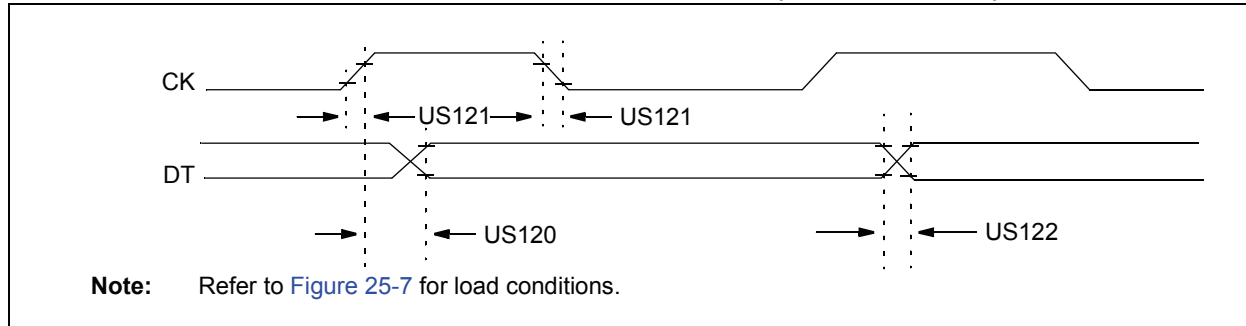 CK
US121
US121
DT
US120
US122
Note: Refer to Figure 25-7 for load conditions.